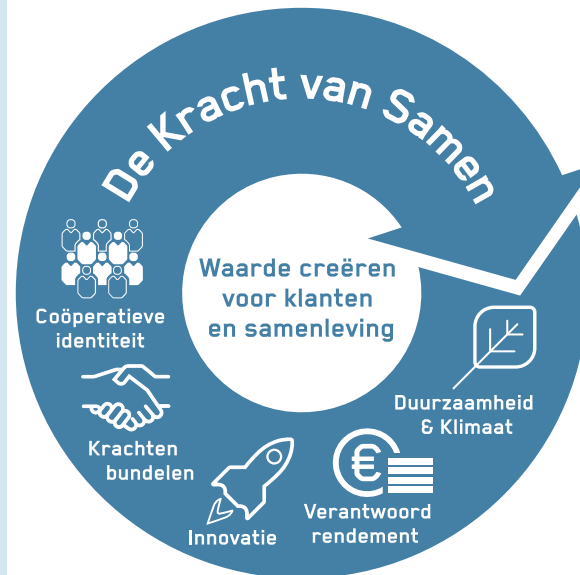 De Kracht van Samen
Waarde creëren
voor klanten
en samenleving
Coöperatieve
identiteit
Krachten
bundelen
Innovatie
Verantwoord
rendement
Duurzaamheid
& Klimaat